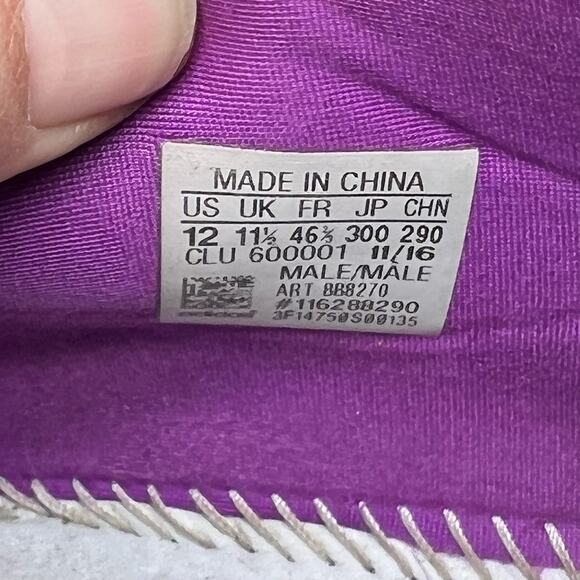 MADE IN CHINA
US UK FR JP CHN
12 11½ 46⅔ 300 290
CLU 600001 11/16
MALE/MALE
ART BB8270
#116288290
adidas 3F14750S00135